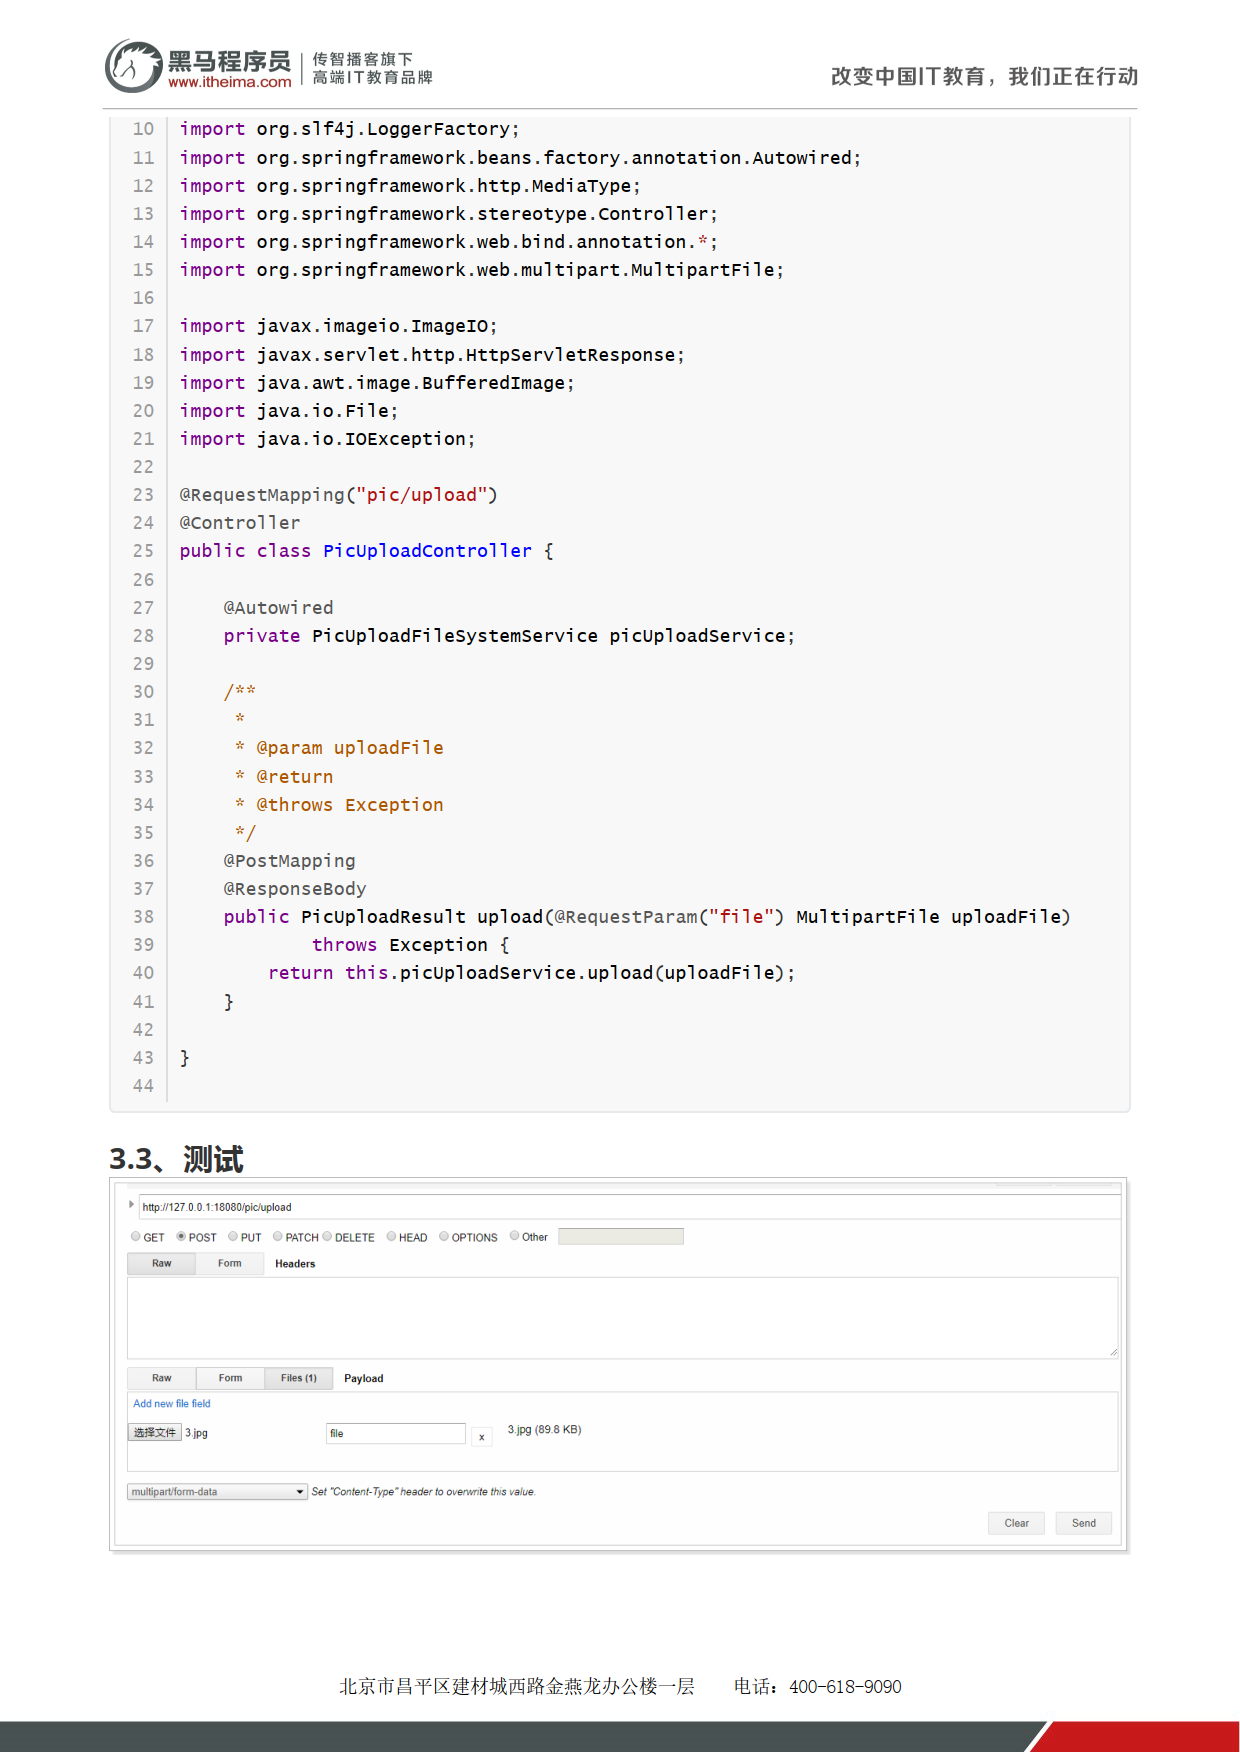 黑马程序员
www.itheima.com
传智播客旗下
高端IT教育品牌
改变中国IT教育，我们正在行动
10 import org.slf4j.LoggerFactory;
11 import org.springframework.beans.factory.annotation.Autowired;
12 import org.springframework.http.MediaType;
13 import org.springframework.stereotype.Controller;
14 import org.springframework.web.bind.annotation.*;
15 import org.springframework.web.multipart.MultipartFile;
16
17 import javax.imageio.ImageIO;
18 import javax.servlet.http.HttpServletResponse;
19 import java.awt.image.BufferedImage;
20 import java.io.File;
21 import java.io.IOException;
22
23 @RequestMapping("pic/upload")
24 @Controller
25 public class PicUploadController {
26
27     @Autowired
28     private PicUploadFileSystemService picUploadService;
29
30     /**
31      *
32      * @param uploadFile
33      * @return
34      * @throws Exception
35      */
36     @PostMapping
37     @ResponseBody
38     public PicUploadResult upload(@RequestParam("file") MultipartFile uploadFile)
39             throws Exception {
40         return this.picUploadService.upload(uploadFile);
41     }
42
43 }
44
3.3、测试
http://127.0.0.1:18080/pic/upload
GET POST PUT PATCH DELETE HEAD OPTIONS Other
Raw Form Headers
Raw Form Files (1) Payload
Add new file field
选择文件 3.jpg file x 3.jpg (89.8 KB)
multipart/form-data Set "Content-Type" header to overwrite this value.
Clear Send
北京市昌平区建材城西路金燕龙办公楼一层 电话：400-618-9090